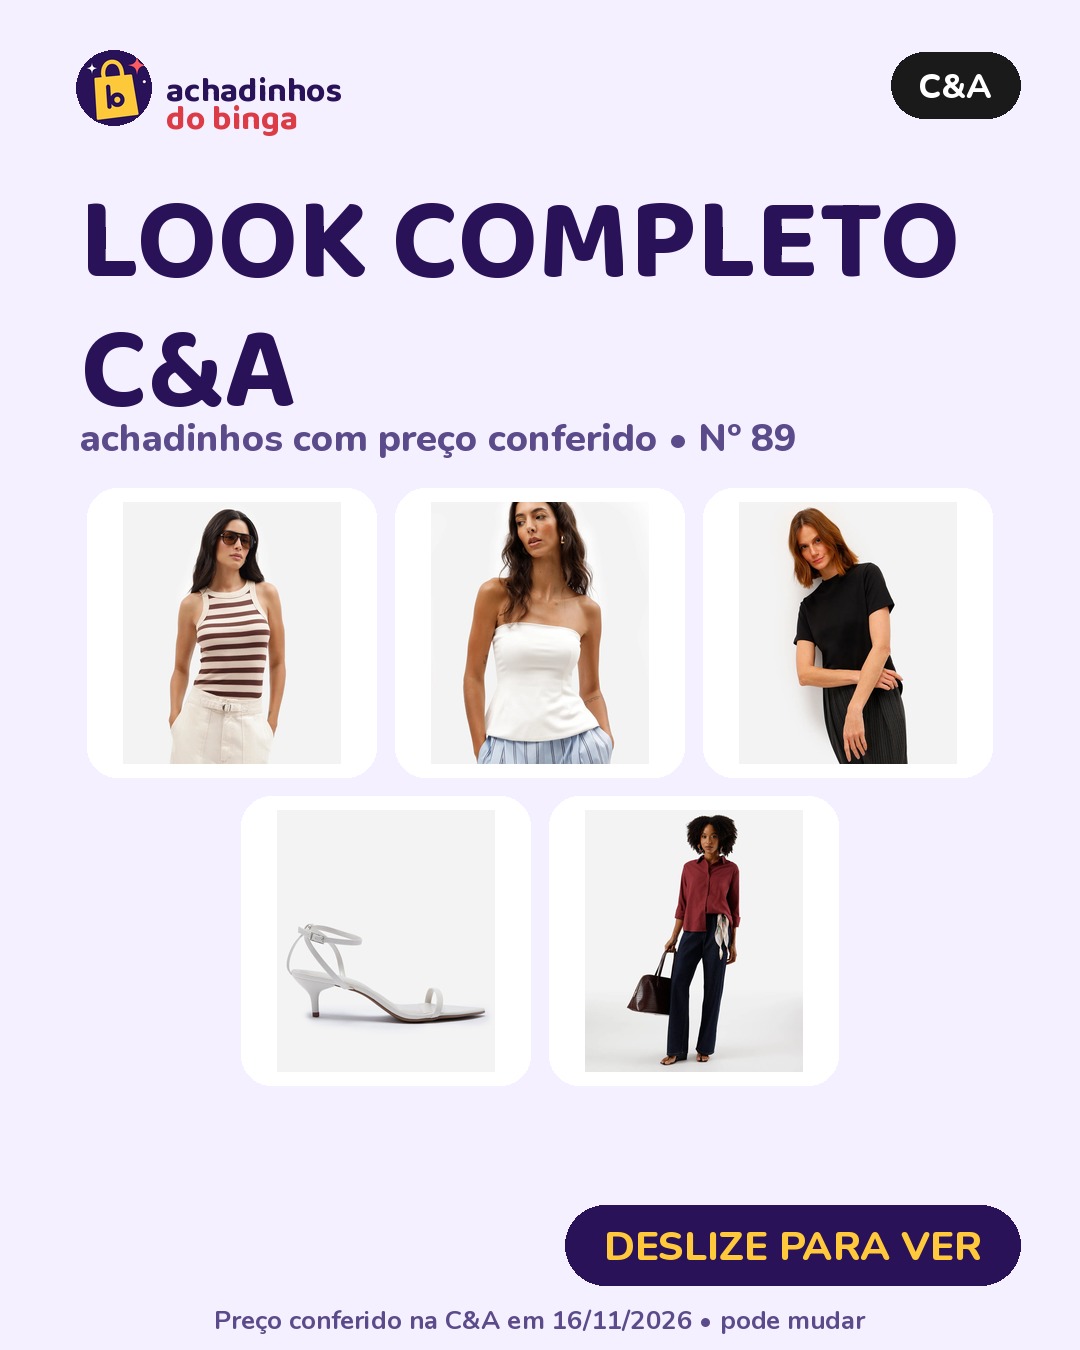 achadinhos
do binga
C&A
LOOK COMPLETO
C&A
achadinhos com preço conferido • Nº 89
DESLIZE PARA VER
Preço conferido na C&A em 16/11/2026 • pode mudar